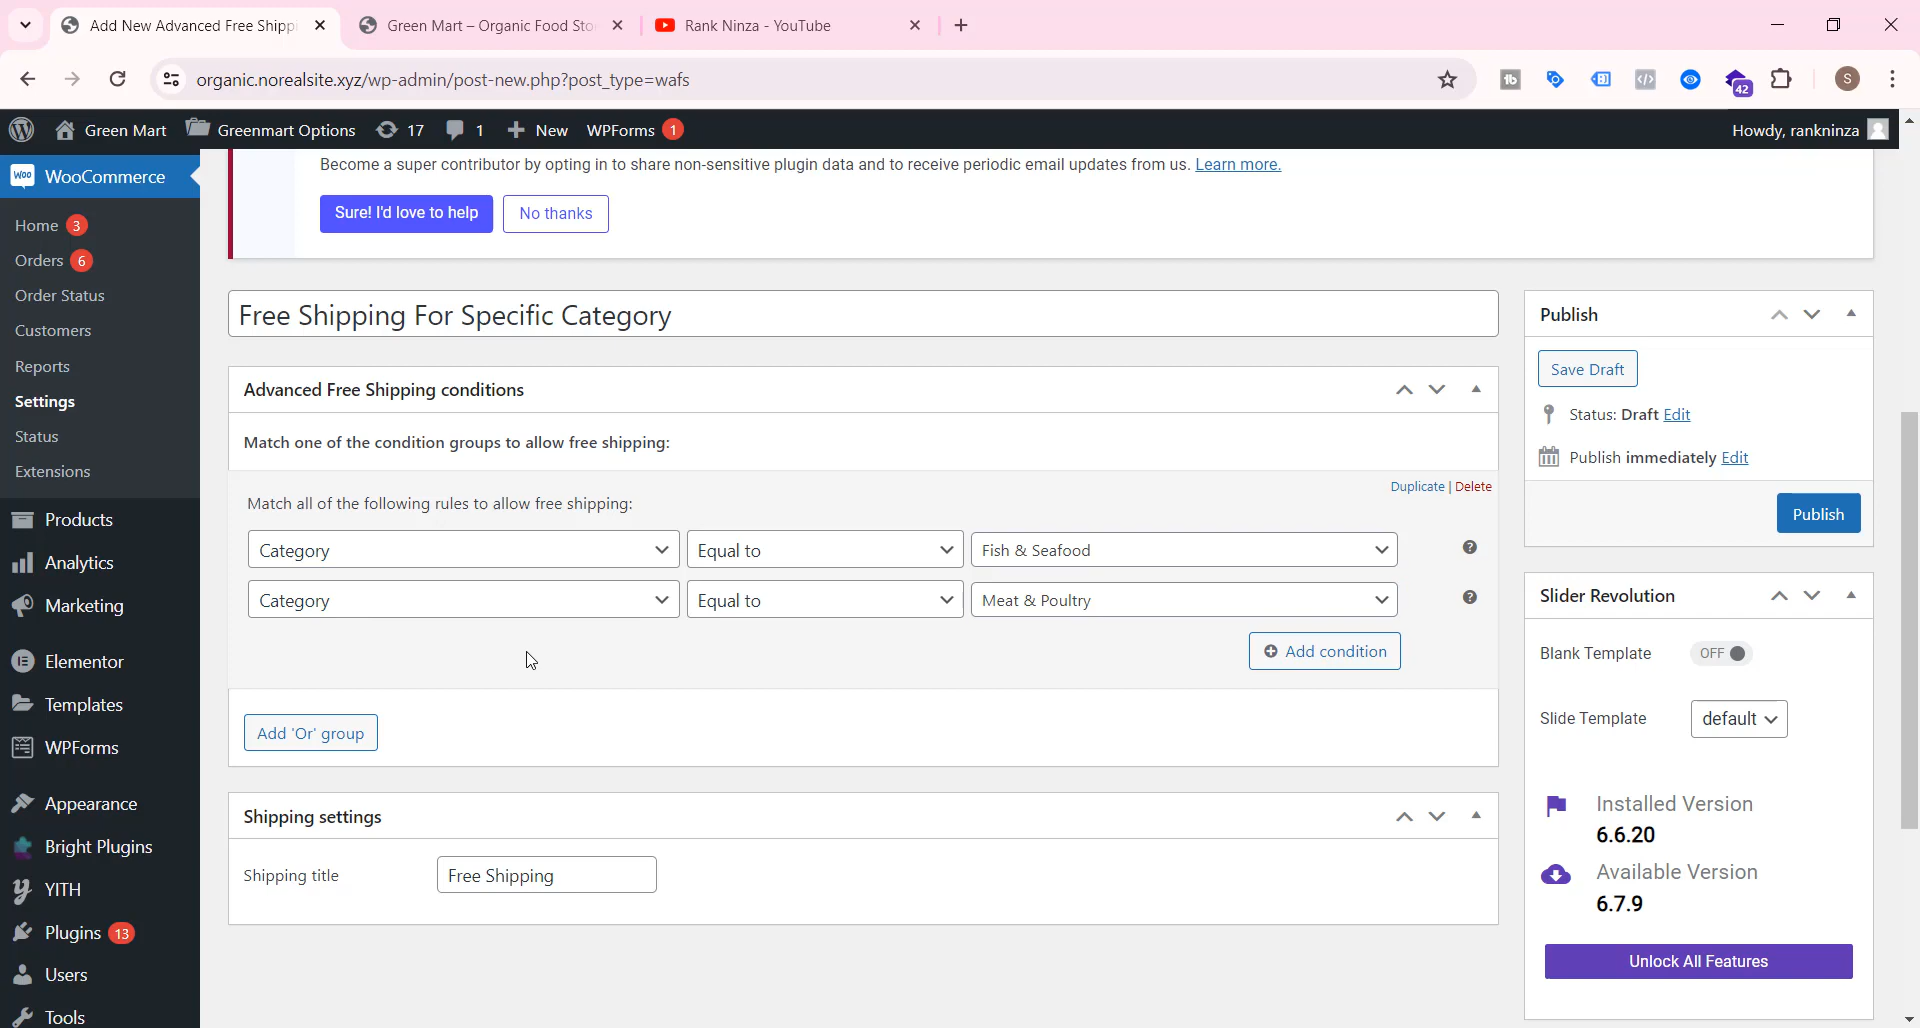 Add New Advanced Free Shippi
Green Mart – Organic Food Sto
Rank Ninza - YouTube
organic.norealsite.xyz/wp-admin/post-new.php?post_type=wafs
42
S
Green Mart
Greenmart Options
17
1
New
WPForms 1
Howdy, rankninza
WooCommerce
Home 3
Orders 6
Order Status
Customers
Reports
Settings
Status
Extensions
Products
Analytics
Marketing
Elementor
Templates
WPForms
Appearance
Bright Plugins
YITH
Plugins 13
Users
Tools
Become a super contributor by opting in to share non-sensitive plugin data and to receive periodic email updates from us. Learn more.
Sure! I'd love to help
No thanks
Free Shipping For Specific Category
Advanced Free Shipping conditions
Match one of the condition groups to allow free shipping:
Duplicate | Delete
Match all of the following rules to allow free shipping:
Category Equal to Fish & Seafood ?
Category Equal to Meat & Poultry ?
Add condition
Add 'Or' group
Shipping settings
Shipping title Free Shipping
Publish
Save Draft
Status: Draft Edit
Publish immediately Edit
Publish
Slider Revolution
Blank Template OFF
Slide Template default
Installed Version
6.6.20
Available Version
6.7.9
Unlock All Features